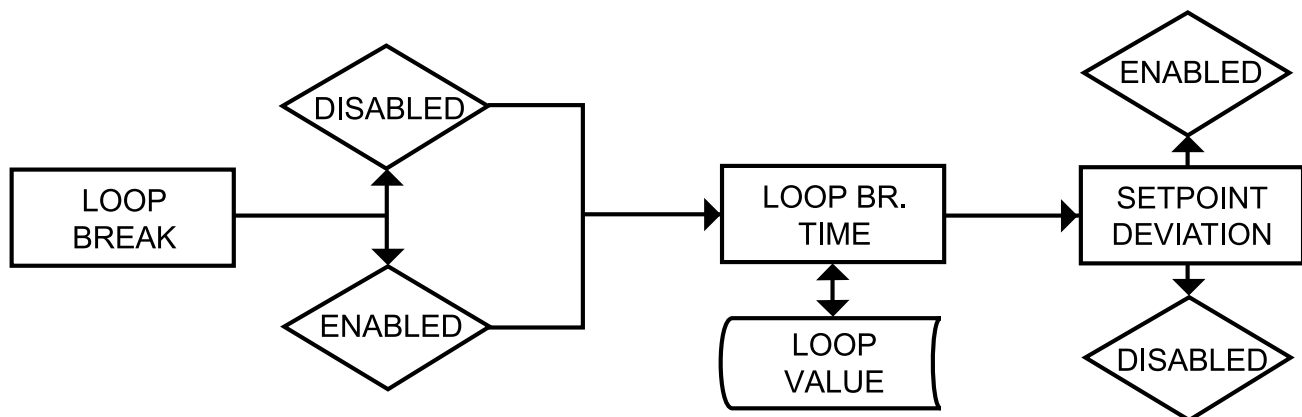 LOOP
BREAK
DISABLED
ENABLED
LOOP BR.
TIME
LOOP
VALUE
ENABLED
SETPOINT
DEVIATION
DISABLED